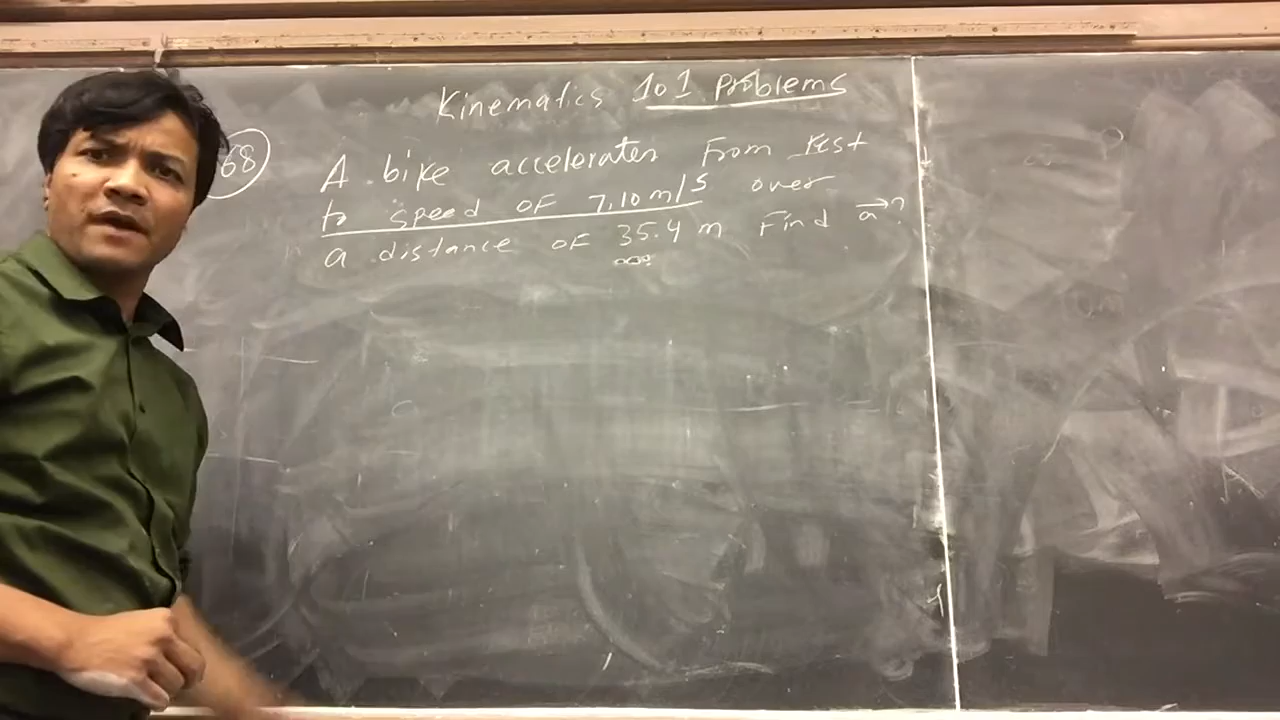 Kinematics 101 Problems
68 A bike accelerates From rest
to speed of 7.10 m/s over
a distance of 35.4 m Find a⃗?